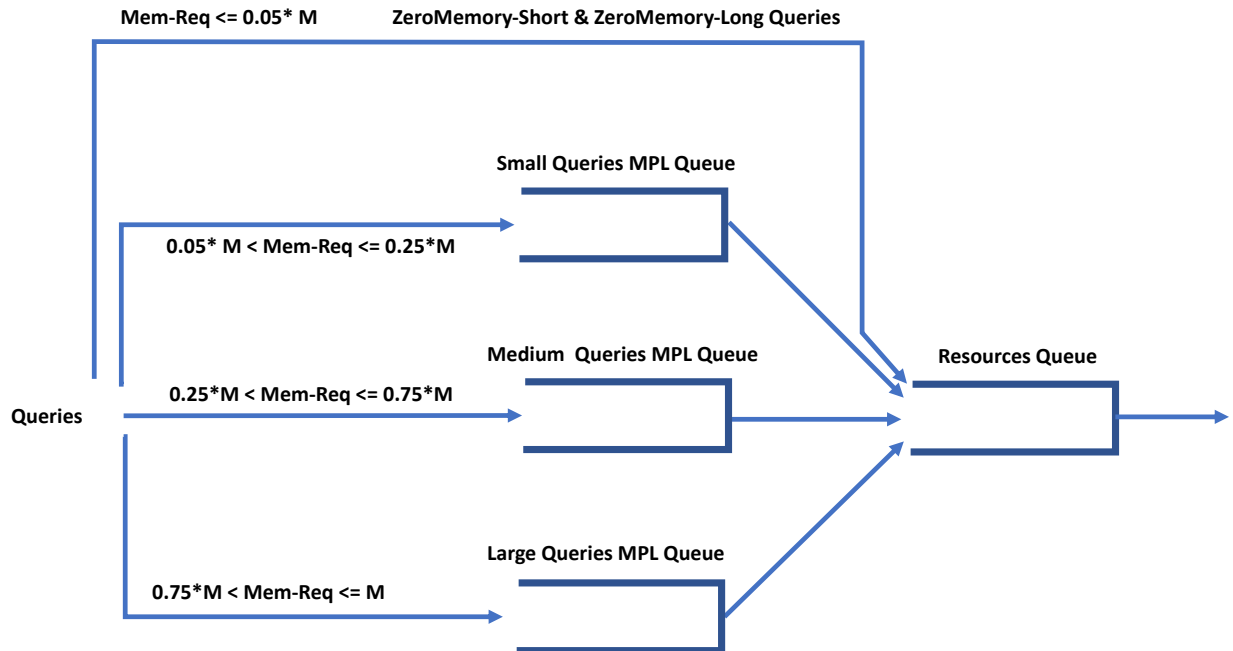 Mem-Req <= 0.05* M ZeroMemory-Short & ZeroMemory-Long Queries
Small Queries MPL Queue
0.05* M < Mem-Req <= 0.25*M
Medium Queries MPL Queue
Resources Queue
0.25*M < Mem-Req <= 0.75*M
Queries
Large Queries MPL Queue
0.75*M < Mem-Req <= M